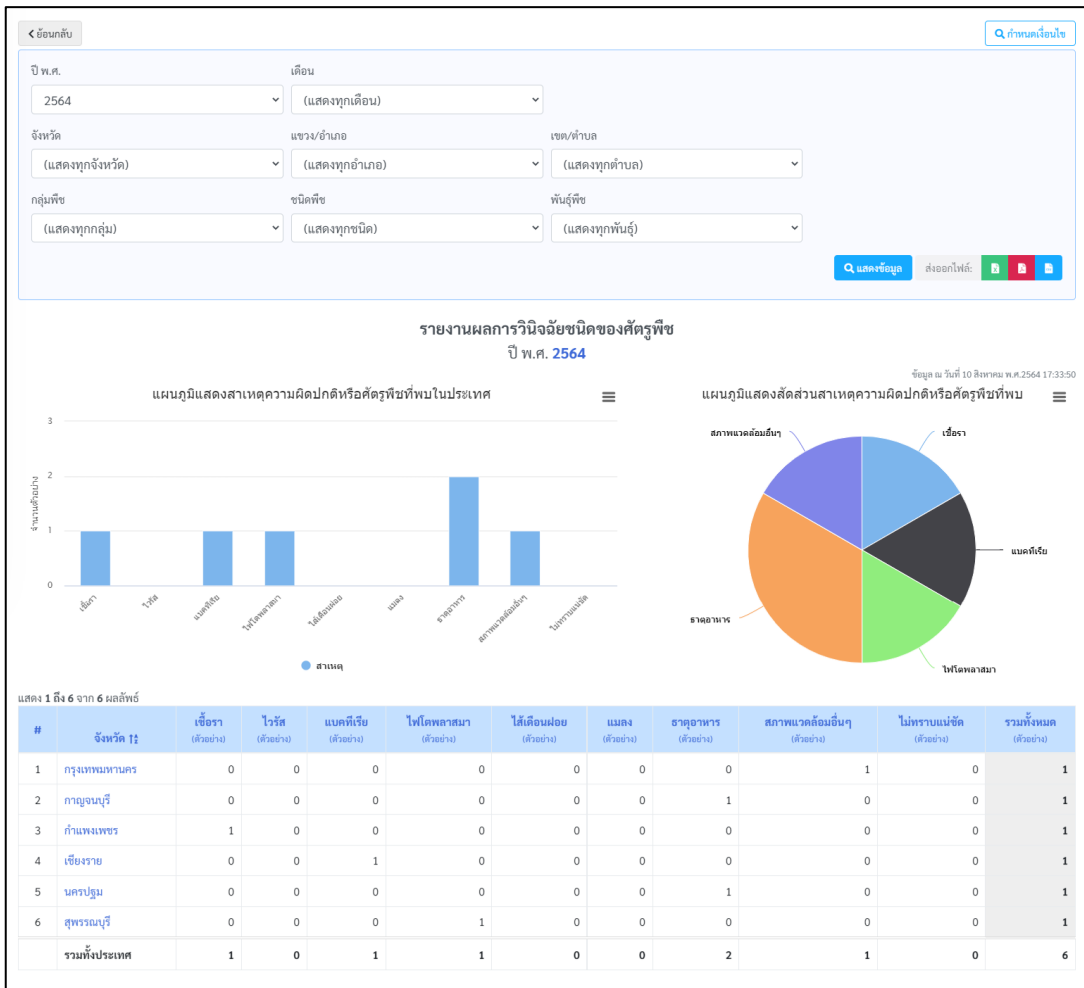 ย้อนกลับ
กำหนดเงื่อนไข
ปี พ.ศ. เดือน
2564 (แสดงทุกเดือน)
จังหวัด แขวง/อำเภอ เขต/ตำบล
(แสดงทุกจังหวัด) (แสดงทุกอำเภอ) (แสดงทุกตำบล)
กลุ่มพืช ชนิดพืช พันธุ์พืช
(แสดงทุกกลุ่ม) (แสดงทุกชนิด) (แสดงทุกพันธุ์)
แสดงข้อมูล ส่งออกไฟล์:
รายงานผลการวินิจฉัยชนิดของศัตรูพืช
ปี พ.ศ. 2564
ข้อมูล ณ วันที่ 10 สิงหาคม พ.ศ.2564 17:33:50
แผนภูมิแสดงสาเหตุความผิดปกติหรือศัตรูพืชที่พบในประเทศ
3
2
1
0
จำนวนตัวอย่าง
เชื้อรา ไวรัส แบคทีเรีย ไฟโตพลาสมา ไส้เดือนฝอย แมลง ธาตุอาหาร สภาพแวดล้อมอื่นๆ ไม่ทราบแน่ชัด
สาเหตุ
แผนภูมิแสดงสัดส่วนสาเหตุความผิดปกติหรือศัตรูพืชที่พบ
สภาพแวดล้อมอื่นๆ เชื้อรา
แบคทีเรีย
ธาตุอาหาร
ไฟโตพลาสมา
แสดง 1 ถึง 6 จาก 6 ผลลัพธ์
# จังหวัด เชื้อรา ไวรัส แบคทีเรีย ไฟโตพลาสมา ไส้เดือนฝอย แมลง ธาตุอาหาร สภาพแวดล้อมอื่นๆ ไม่ทราบแน่ชัด รวมทั้งหมด
(ตัวอย่าง) (ตัวอย่าง) (ตัวอย่าง) (ตัวอย่าง) (ตัวอย่าง) (ตัวอย่าง) (ตัวอย่าง) (ตัวอย่าง) (ตัวอย่าง) (ตัวอย่าง)
1 กรุงเทพมหานคร 0 0 0 0 0 0 0 1 0 1
2 กาญจนบุรี 0 0 0 0 0 0 1 0 0 1
3 กำแพงเพชร 1 0 0 0 0 0 0 0 0 1
4 เชียงราย 0 0 1 0 0 0 0 0 0 1
5 นครปฐม 0 0 0 0 0 0 1 0 0 1
6 สุพรรณบุรี 0 0 0 1 0 0 0 0 0 1
รวมทั้งประเทศ 1 0 1 1 0 0 2 1 0 6